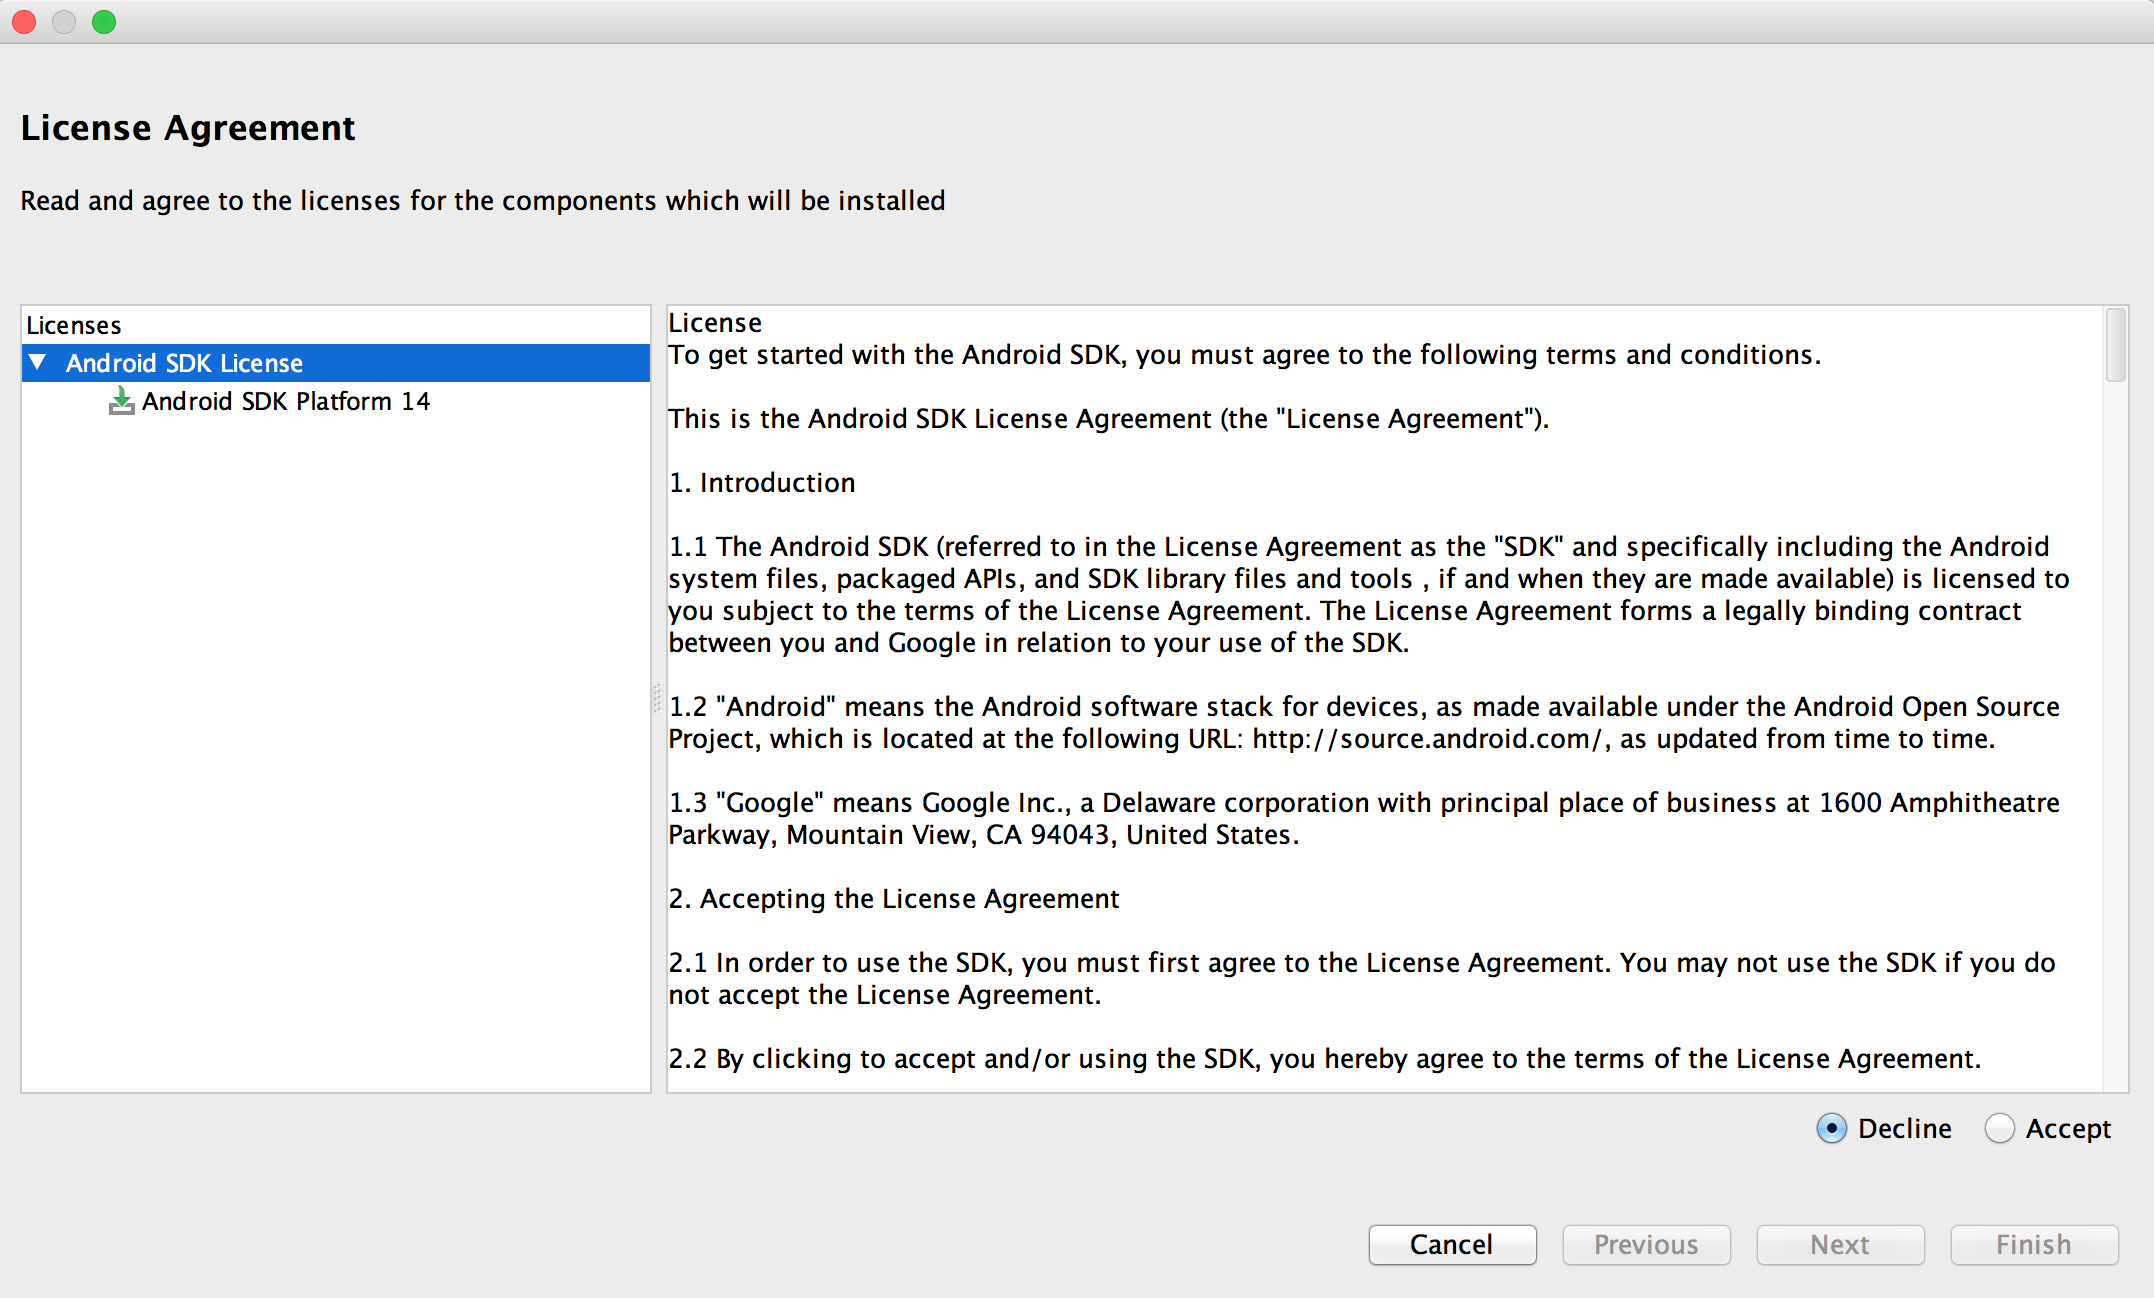 License Agreement
Read and agree to the licenses for the components which will be installed
Licenses
Android SDK License
Android SDK Platform 14
License
To get started with the Android SDK, you must agree to the following terms and conditions.
This is the Android SDK License Agreement (the "License Agreement").
1. Introduction
1.1 The Android SDK (referred to in the License Agreement as the "SDK" and specifically including the Android
system files, packaged APIs, and SDK library files and tools , if and when they are made available) is licensed to
you subject to the terms of the License Agreement. The License Agreement forms a legally binding contract
between you and Google in relation to your use of the SDK.
1.2 "Android" means the Android software stack for devices, as made available under the Android Open Source
Project, which is located at the following URL: http://source.android.com/, as updated from time to time.
1.3 "Google" means Google Inc., a Delaware corporation with principal place of business at 1600 Amphitheatre
Parkway, Mountain View, CA 94043, United States.
2. Accepting the License Agreement
2.1 In order to use the SDK, you must first agree to the License Agreement. You may not use the SDK if you do
not accept the License Agreement.
2.2 By clicking to accept and/or using the SDK, you hereby agree to the terms of the License Agreement.
Decline
Accept
Cancel
Previous
Next
Finish